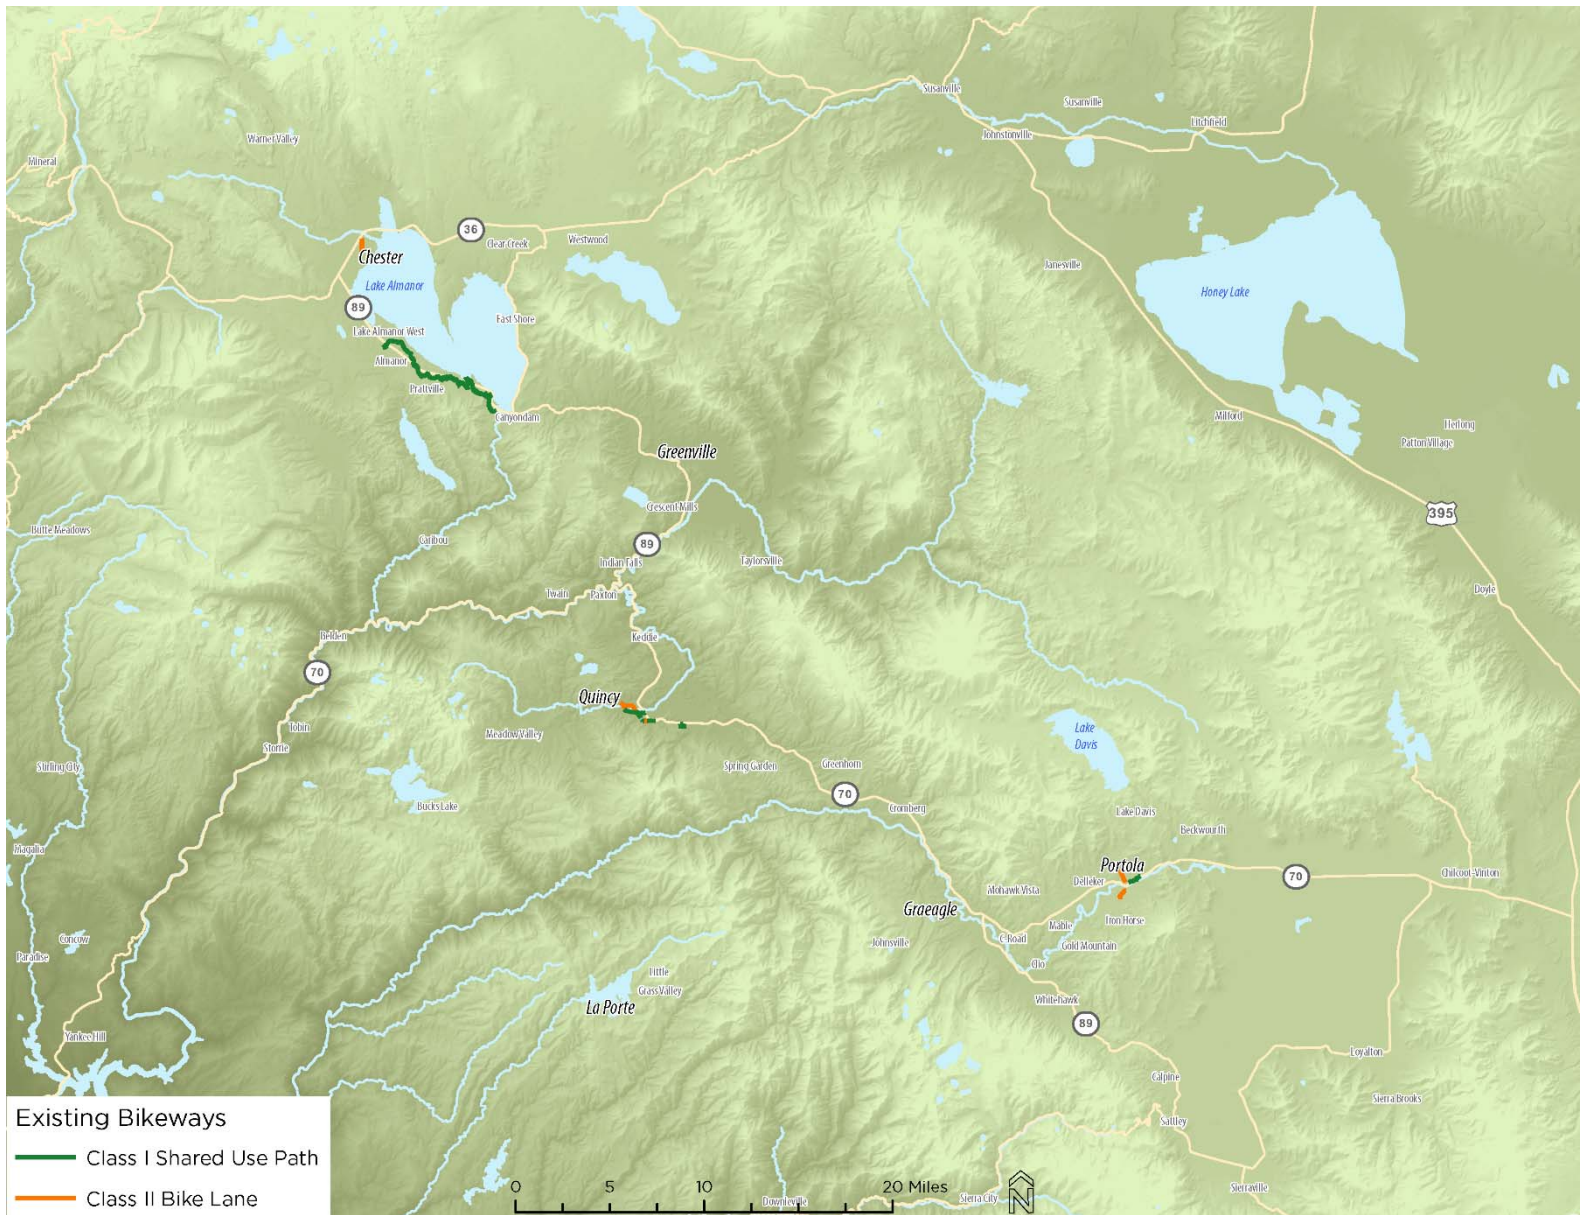 Susanville
Susanville
Litchfield
Johnstonville
Warner Valley
Mineral
36
Clear Creek
Westwood
Chester
Janesville
Lake Almanor
Honey Lake
89
East Shore
Lake Almanor West
Almanor
Prattville
Canyondam
Milford
Herlong
Patton Village
Greenville
Crescent Mills
395
Butte Meadows
Caribou
89
Indian Falls
Taylorsville
Twain
Paxton
Doyle
Belden
Keddie
70
Quincy
Tobin
Meadow Valley
Lake
Davis
Storrie
Stirling City
Spring Garden
Greenhorn
70
Bucks Lake
Cromberg
Lake Davis
Beckwourth
Magalia
Portola
Delleker
70
Chilcoot-Vinton
Mohawk Vista
Graeagle
Iron Horse
Mable
C-Road
Gold Mountain
Johnsville
Concow
Paradise
Clio
Little
Grass Valley
La Porte
Whitehawk
89
Yankee Hill
Loyalton
Calpine
Sierra Brooks
Sattley
Sierraville
Sierra City
Downieville
Existing Bikeways
Class I Shared Use Path
Class II Bike Lane
0 5 10 20 Miles
N